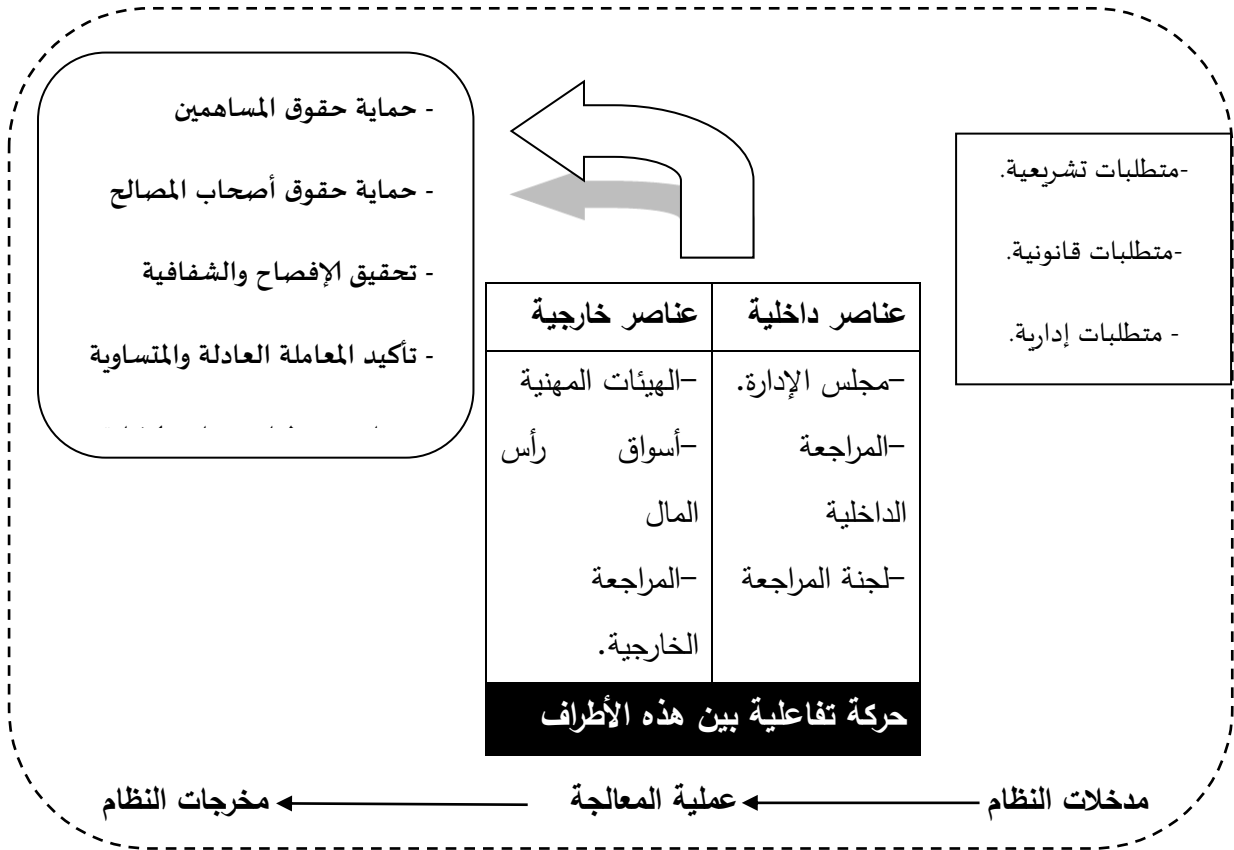 -متطلبات تشريعية.
-متطلبات قانونية.
- متطلبات إدارية.
عناصر داخلية
-مجلس الإدارة.
-المراجعة
الداخلية
-لجنة المراجعة
عناصر خارجية
-الهيئات المهنية
-أسواق رأس
المال
-المراجعة
الخارجية.
حركة تفاعلية بين هذه الأطراف
- حماية حقوق المساهمين
- حماية حقوق أصحاب المصالح
- تحقيق الإفصاح والشفافية
- تأكيد المعاملة العادلة والمتساوية
مدخلات النظام
عملية المعالجة
مخرجات النظام